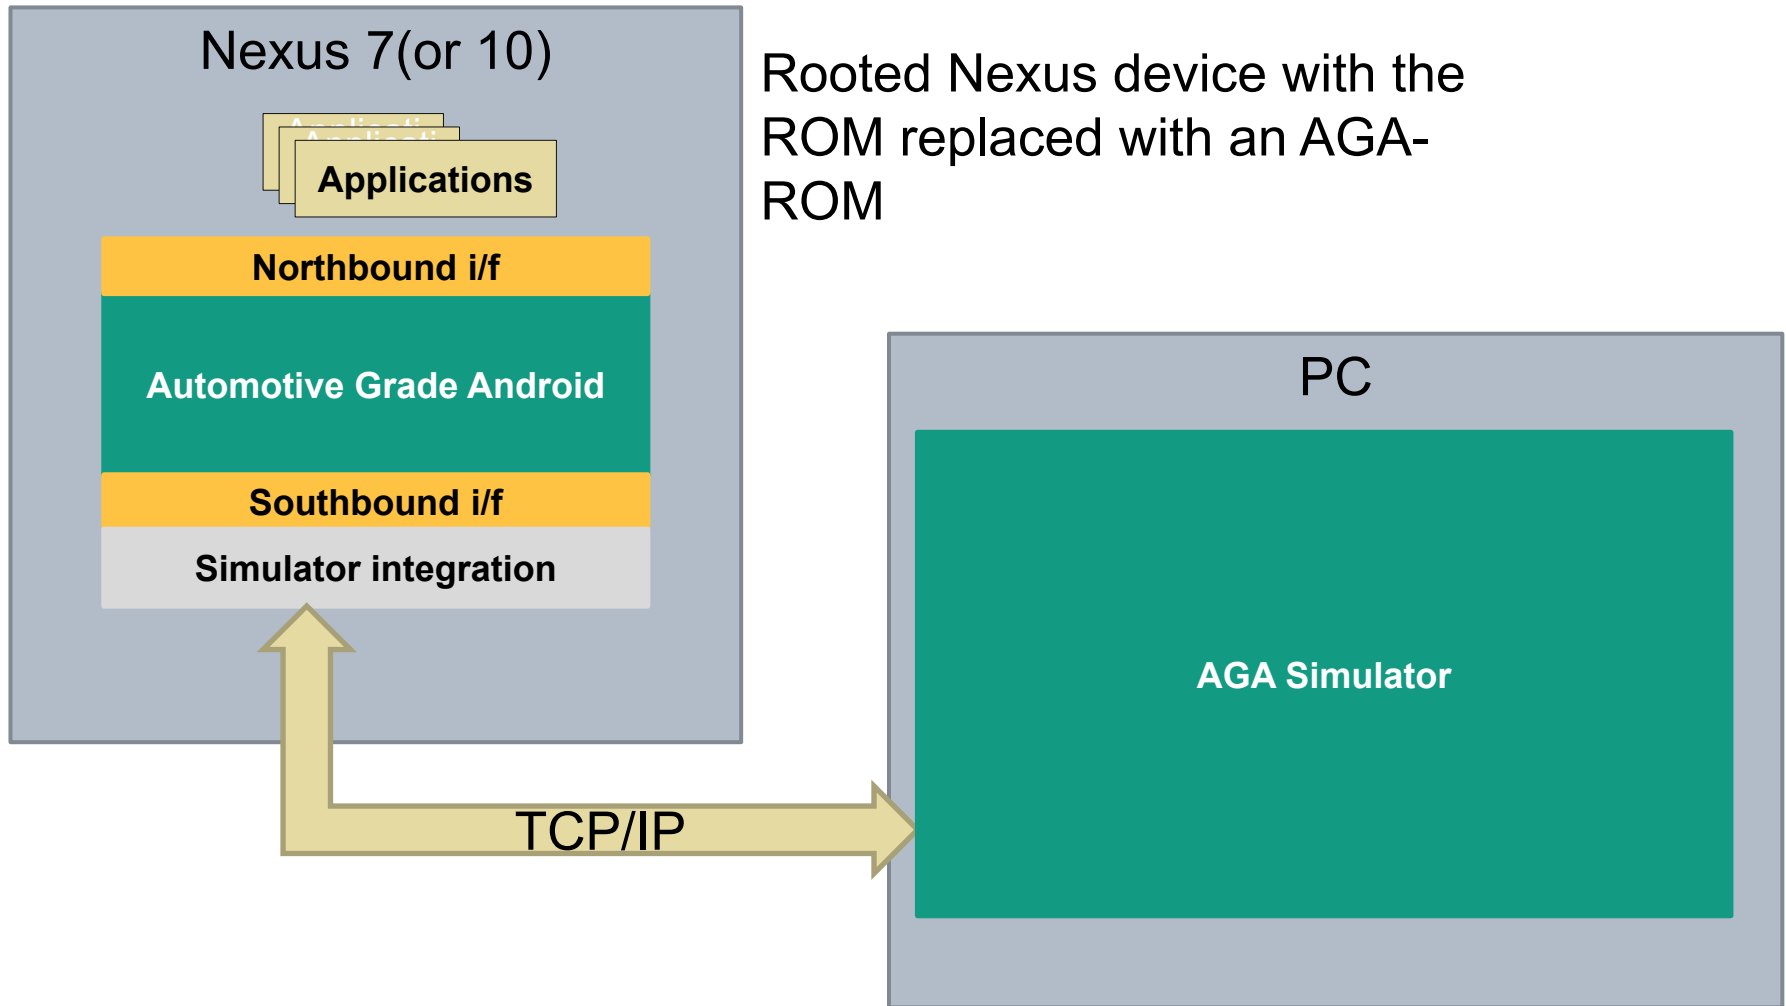 Nexus 7(or 10)
Rooted Nexus device with the
ROM replaced with an AGA-
ROM
Applications
Northbound i/f
Automotive Grade Android
Southbound i/f
Simulator integration
PC
AGA Simulator
TCP/IP